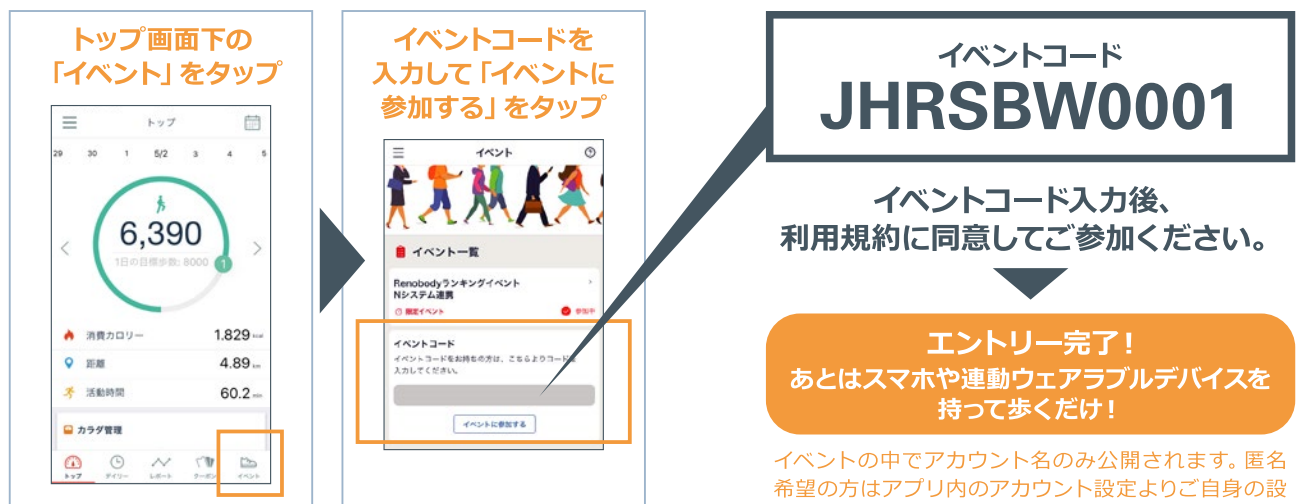 トップ画面下の
「イベント」をタップ
トップ
29 30 1 5/2 3 4 5
6,390
1日の目標歩数: 8000
1
消費カロリー 1.829 kcal
距離 4.89 km
活動時間 60.2 min
カラダ管理
トップ デイリー レポート クーポン イベント
イベントコードを
入力して「イベントに
参加する」をタップ
イベント
イベント一覧
Renobodyランキングイベント
Nシステム連携
限定イベント 参加中
イベントコード
イベントコードをお持ちの方は、こちらよりコードを
入力してください。
イベントに参加する
イベントコード
JHRSBW0001
イベントコード入力後、
利用規約に同意してご参加ください。
エントリー完了!
あとはスマホや連動ウェアラブルデバイスを
持って歩くだけ!
イベントの中でアカウント名のみ公開されます。匿名
希望の方はアプリ内のアカウント設定よりご自身の設